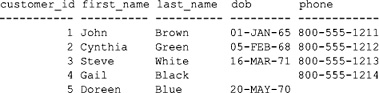 customer_id first_name last_name dob phone
----------- ---------- --------- --------- ------------
1 John Brown 01-JAN-65 800-555-1211
2 Cynthia Green 05-FEB-68 800-555-1212
3 Steve White 16-MAR-71 800-555-1213
4 Gail Black 800-555-1214
5 Doreen Blue 20-MAY-70